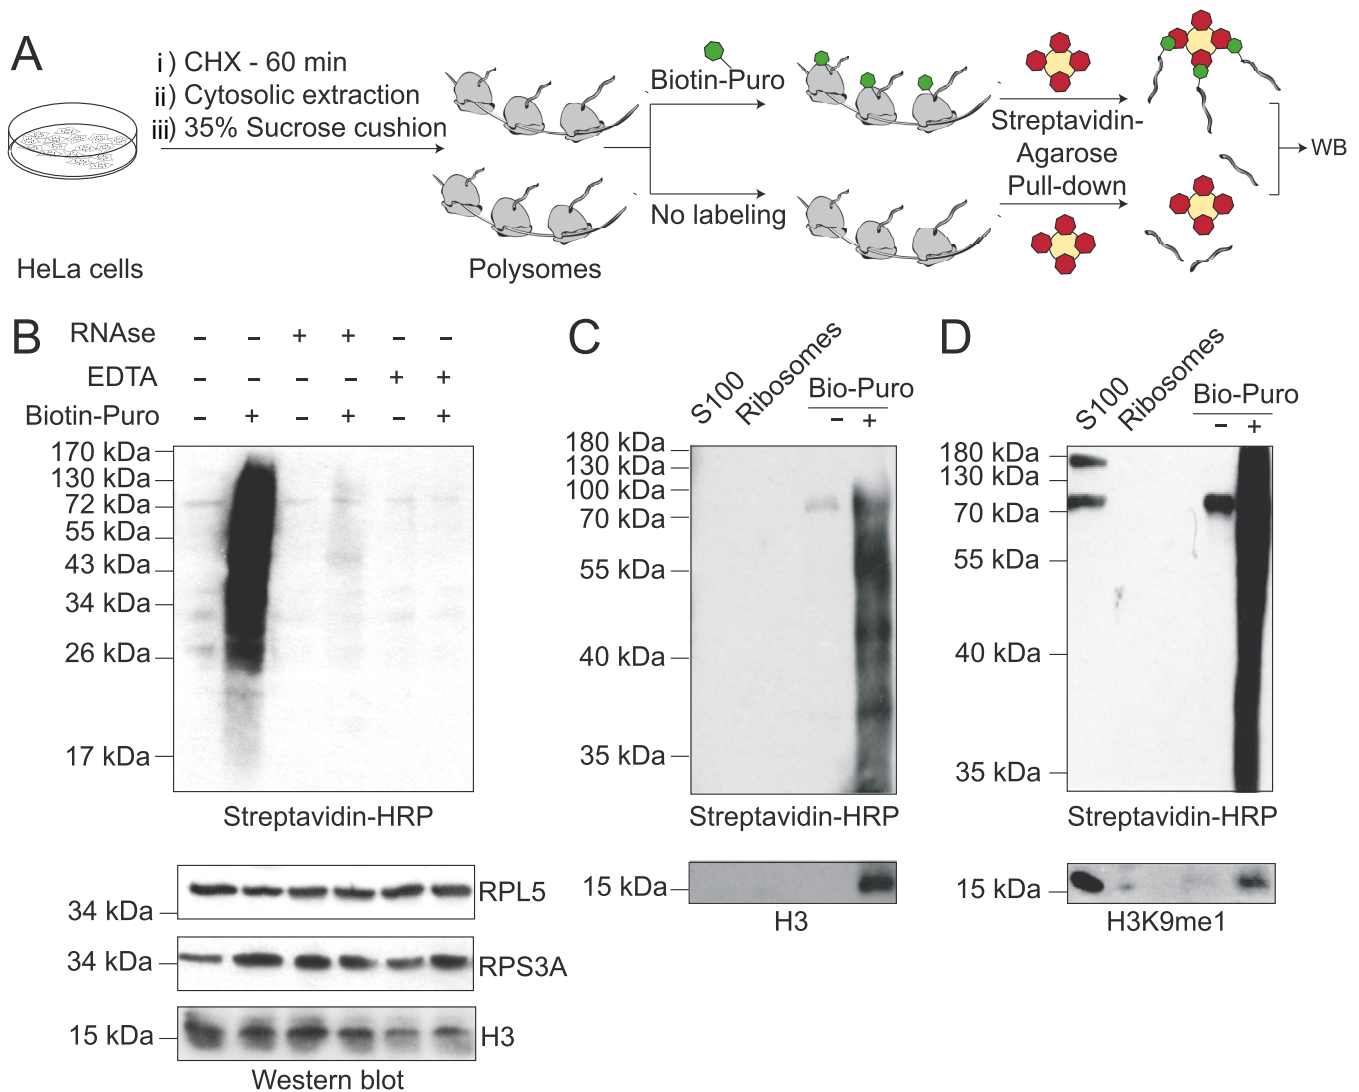 A
i) CHX - 60 min
ii) Cytosolic extraction
iii) 35% Sucrose cushion
HeLa cells
Polysomes
Biotin-Puro
No labeling
Streptavidin-
Agarose
Pull-down
WB
B
RNAse - - + + - -
EDTA - - - - + +
Biotin-Puro - + - + - +
170 kDa
130 kDa
72 kDa
55 kDa
43 kDa
34 kDa
26 kDa
17 kDa
Streptavidin-HRP
34 kDa
RPL5
34 kDa
RPS3A
15 kDa
H3
Western blot
C
S100
Ribosomes
Bio-Puro
- +
180 kDa
130 kDa
100 kDa
70 kDa
55 kDa
40 kDa
35 kDa
Streptavidin-HRP
15 kDa
H3
D
S100
Ribosomes
Bio-Puro
- +
180 kDa
130 kDa
70 kDa
55 kDa
40 kDa
35 kDa
Streptavidin-HRP
15 kDa
H3K9me1